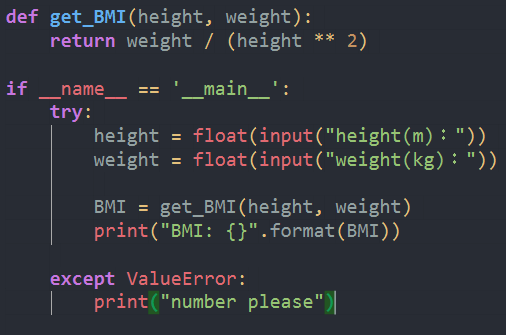 def get_BMI(height, weight):
    return weight / (height ** 2)

if __name__ == '__main__':
    try:
        height = float(input("height(m)："))
        weight = float(input("weight(kg)："))

        BMI = get_BMI(height, weight)
        print("BMI: {}".format(BMI))

    except ValueError:
        print("number please")